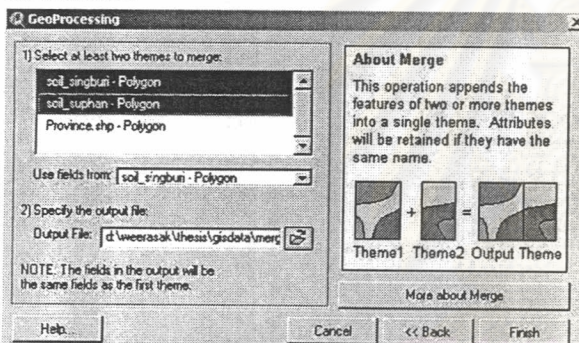 GeoProcessing
1) Select at least two themes to merge:
soil_singburi - Polygon
soil_suphan - Polygon
Province.shp - Polygon
Use fields from: soil_singburi - Polygon
2) Specify the output file:
Output File: d:\weerasak\thesis\gisdata\merg
NOTE: The fields in the output will be
the same fields as the first theme.
About Merge
This operation appends the
features of two or more themes
into a single theme. Attributes
will be retained if they have the
same name.
+ =
Theme1 Theme2 Output Theme
More about Merge
Help... Cancel << Back Finish